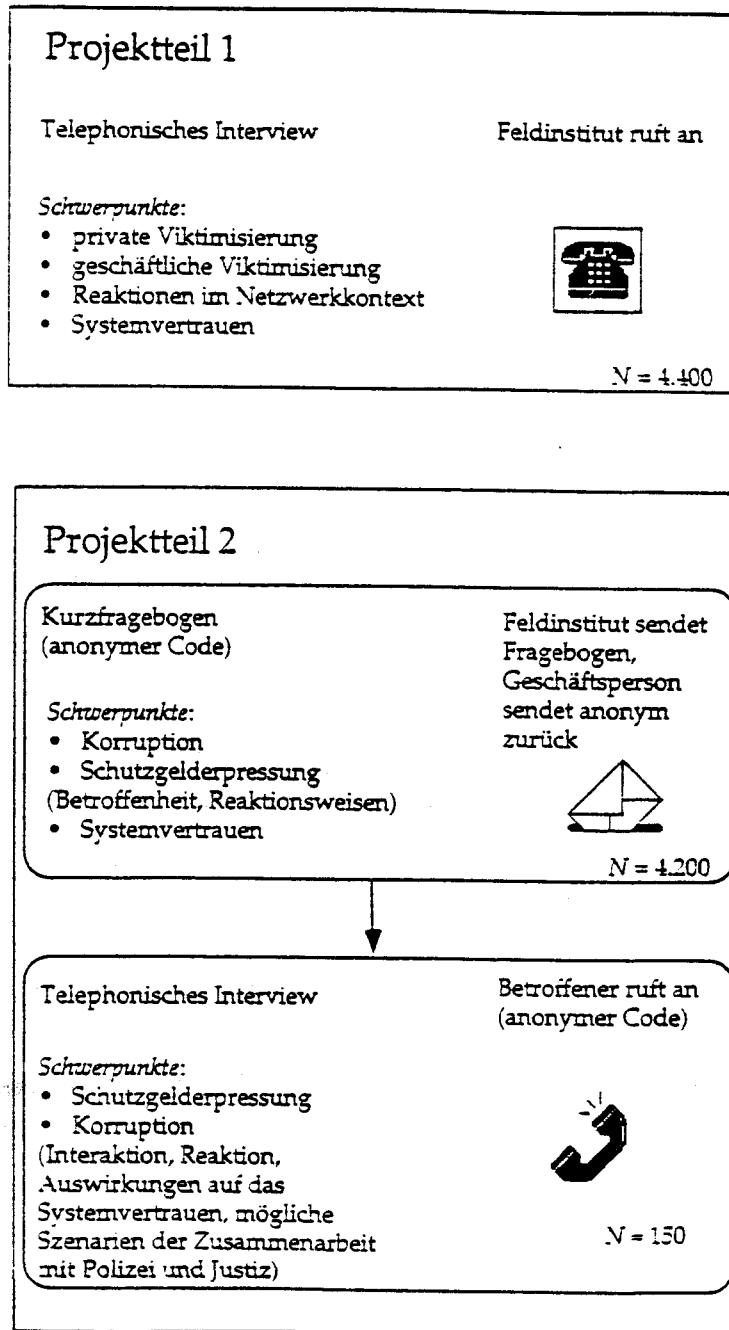 Projektteil 1
Telephonisches Interview
Feldinstitut ruft an
Schwerpunkte:
• private Viktimisierung
• geschäftliche Viktimisierung
• Reaktionen im Netzwerkkontext
• Systemvertrauen
N = 4.400
Projektteil 2
Kurzfragebogen
(anonymer Code)
Feldinstitut sendet
Fragebogen,
Geschäftsperson
sendet anonym
zurück
Schwerpunkte:
• Korruption
• Schutzgelderpressung
(Betroffenheit, Reaktionsweisen)
• Systemvertrauen
N = 4.200
Telephonisches Interview
Betroffener ruft an
(anonymer Code)
Schwerpunkte:
• Schutzgelderpressung
• Korruption
(Interaktion, Reaktion,
Auswirkungen auf das
Systemvertrauen, mögliche
Szenarien der Zusammenarbeit
mit Polizei und Justiz)
N = 150